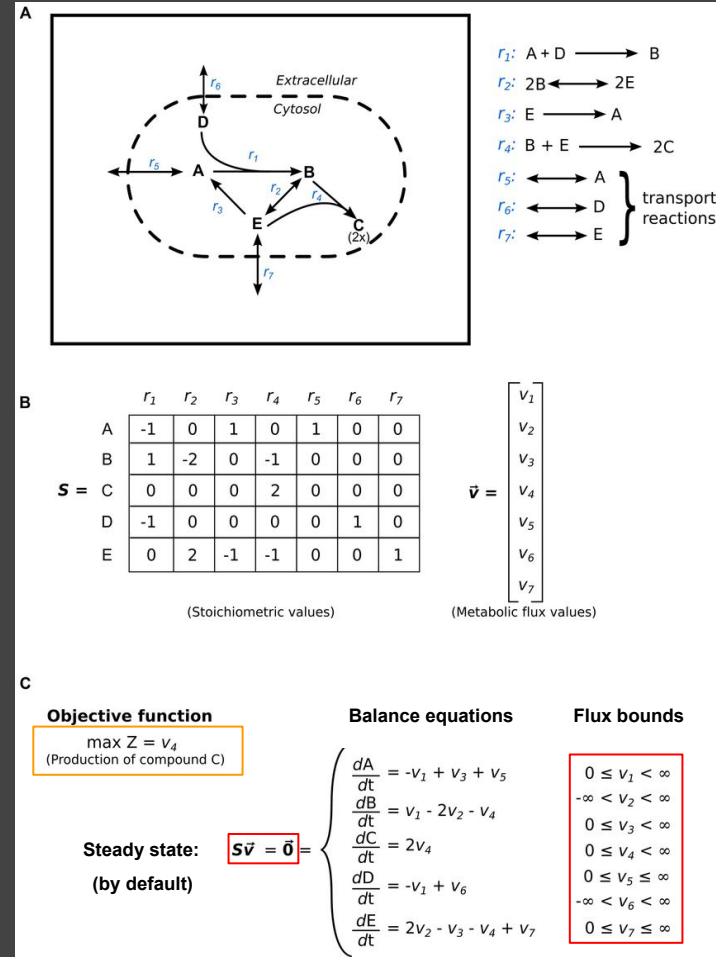 A
Extracellular
Cytosol
r6
D
r5
A
r1
B
r2
r4
r3
E
C
(2x)
r7
r1: A + D ⟶ B
r2: 2B ⟷ 2E
r3: E ⟶ A
r4: B + E ⟶ 2C
r5: ⟷ A
r6: ⟷ D
r7: ⟷ E
transport
reactions
B
r1 r2 r3 r4 r5 r6 r7
A -1 0 1 0 1 0 0
B 1 -2 0 -1 0 0 0
S = C 0 0 0 2 0 0 0
D -1 0 0 0 0 1 0
E 0 2 -1 -1 0 0 1
(Stoichiometric values)
v⃗ =
v1
v2
v3
v4
v5
v6
v7
(Metabolic flux values)
C
Objective function
max Z = v4
(Production of compound C)
Balance equations
Flux bounds
Steady state:
(by default)
Sv⃗ = 0⃗ =
dA/dt = -v1 + v3 + v5
dB/dt = v1 - 2v2 - v4
dC/dt = 2v4
dD/dt = -v1 + v6
dE/dt = 2v2 - v3 - v4 + v7
0 ≤ v1 < ∞
-∞ < v2 < ∞
0 ≤ v3 < ∞
0 ≤ v4 < ∞
0 ≤ v5 ≤ ∞
-∞ < v6 < ∞
0 ≤ v7 ≤ ∞